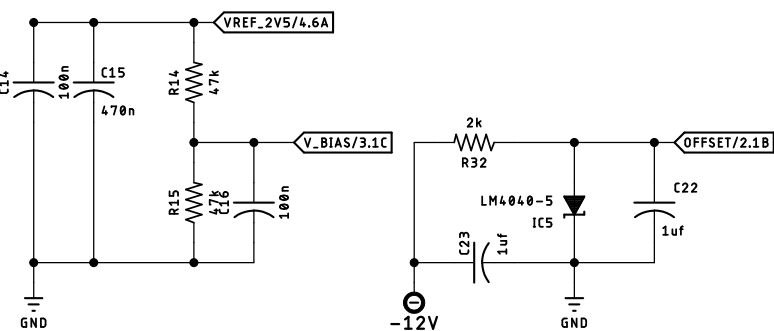 VREF_2V5/4.6A
C14
100n
C15
470n
R14
47k
V_BIAS/3.1C
R15
47k
C16
100n
GND
2k
R32
OFFSET/2.1B
LM4040-5
IC5
C22
1uf
C23
1uf
-12V
GND